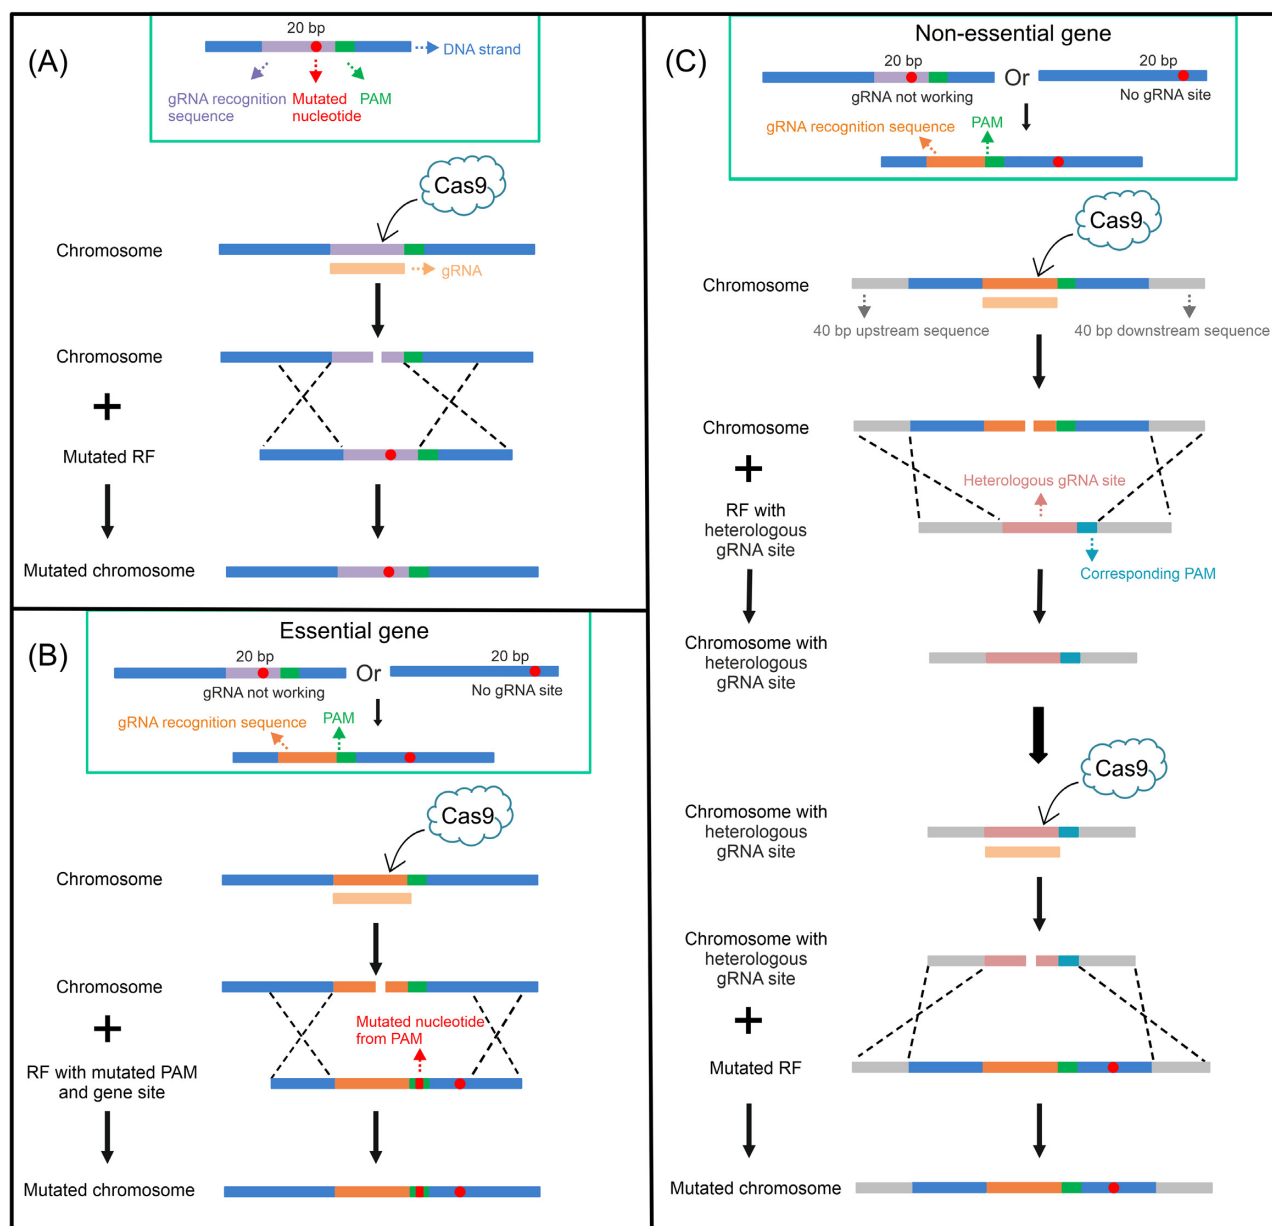 (A)
20 bp
DNA strand
gRNA recognition
sequence
Mutated
nucleotide
PAM
Cas9
Chromosome
gRNA
Chromosome
+
Mutated RF
Mutated chromosome
(B)
Essential gene
20 bp
Or
20 bp
gRNA not working
No gRNA site
gRNA recognition sequence
PAM
Cas9
Chromosome
Chromosome
+
Mutated nucleotide
from PAM
RF with mutated PAM
and gene site
Mutated chromosome
(C)
Non-essential gene
20 bp
Or
20 bp
gRNA not working
No gRNA site
gRNA recognition sequence
PAM
Cas9
Chromosome
40 bp upstream sequence
40 bp downstream sequence
Chromosome
+
Heterologous gRNA site
RF with
heterologous
gRNA site
Corresponding PAM
Chromosome with
heterologous
gRNA site
Cas9
Chromosome with
heterologous
gRNA site
Chromosome with
heterologous
gRNA site
+
Mutated RF
Mutated chromosome